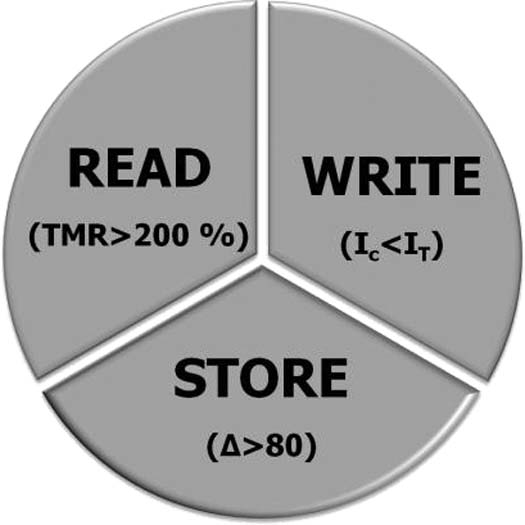 READ
(TMR>200 %)
WRITE
(Ic<IT)
STORE
(Δ>80)